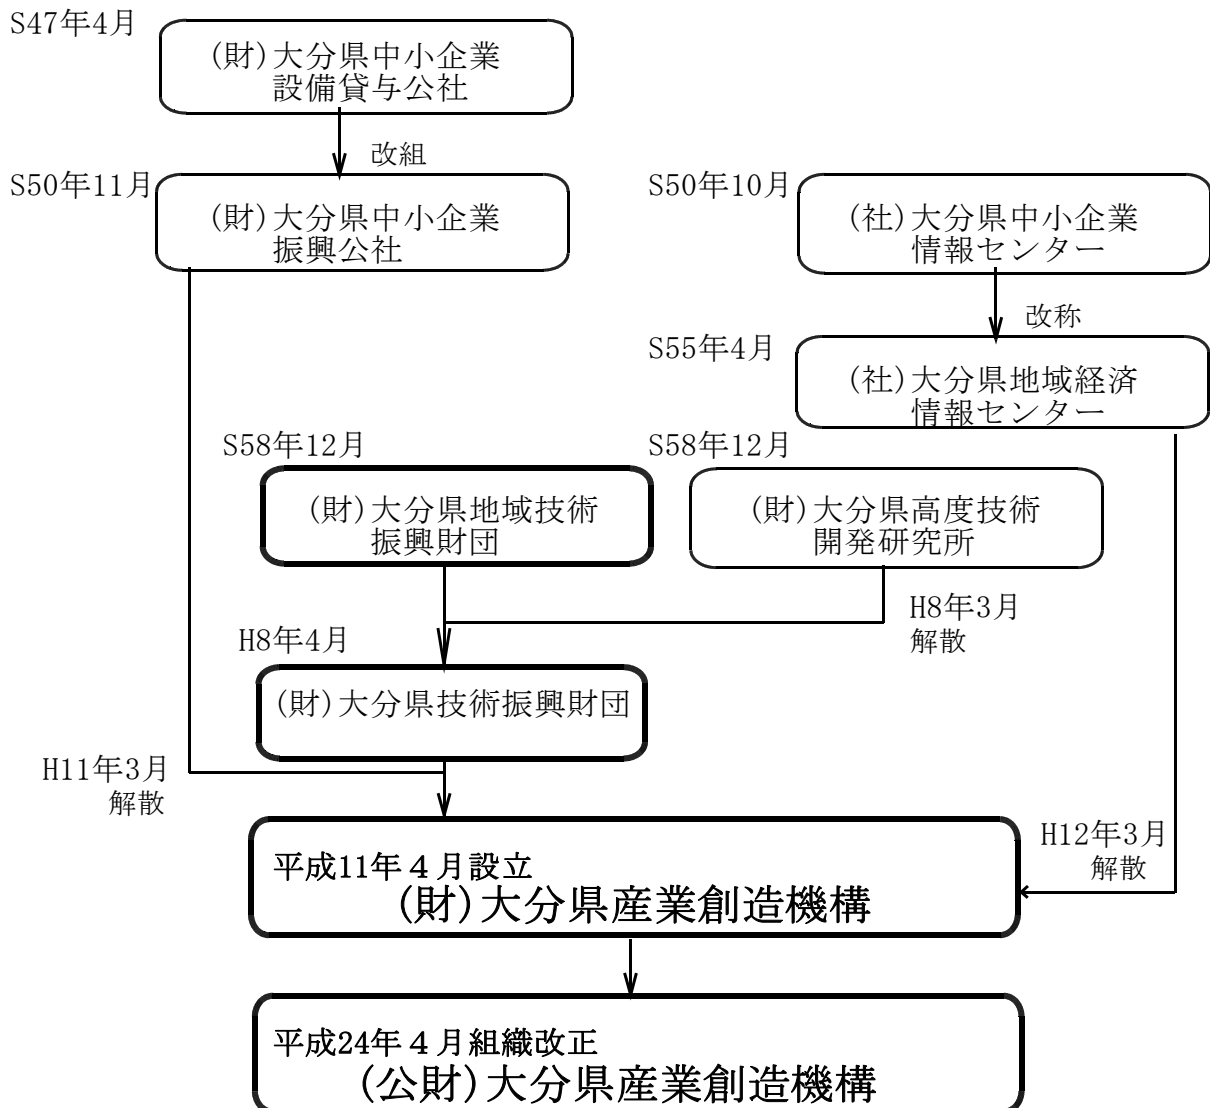 S47年4月
(財)大分県中小企業
設備貸与公社
改組
S50年11月
(財)大分県中小企業
振興公社
S50年10月
(社)大分県中小企業
情報センター
改称
S55年4月
(社)大分県地域経済
情報センター
S58年12月
(財)大分県地域技術
振興財団
S58年12月
(財)大分県高度技術
開発研究所
H8年3月
解散
H8年4月
(財)大分県技術振興財団
H11年3月
解散
平成11年４月設立
(財)大分県産業創造機構
H12年3月
解散
平成24年４月組織改正
(公財)大分県産業創造機構